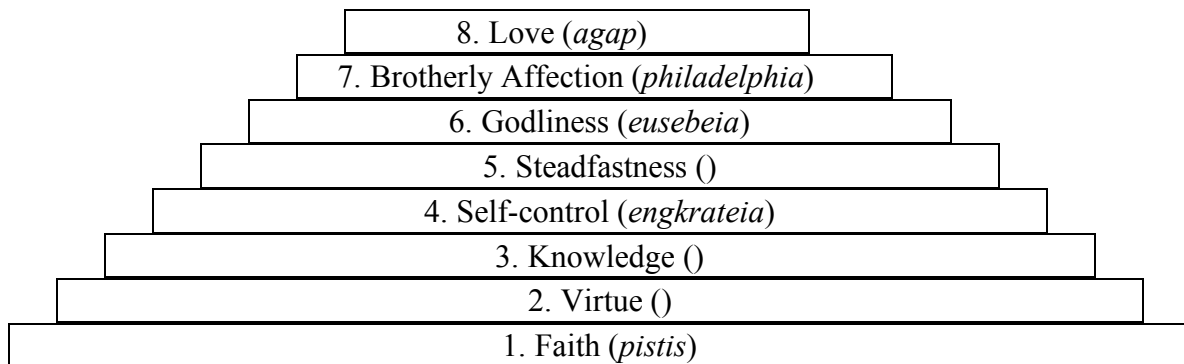 8. Love (agap)
7. Brotherly Affection (philadelphia)
6. Godliness (eusebeia)
5. Steadfastness ()
4. Self-control (engkrateia)
3. Knowledge ()
2. Virtue ()
1. Faith (pistis)